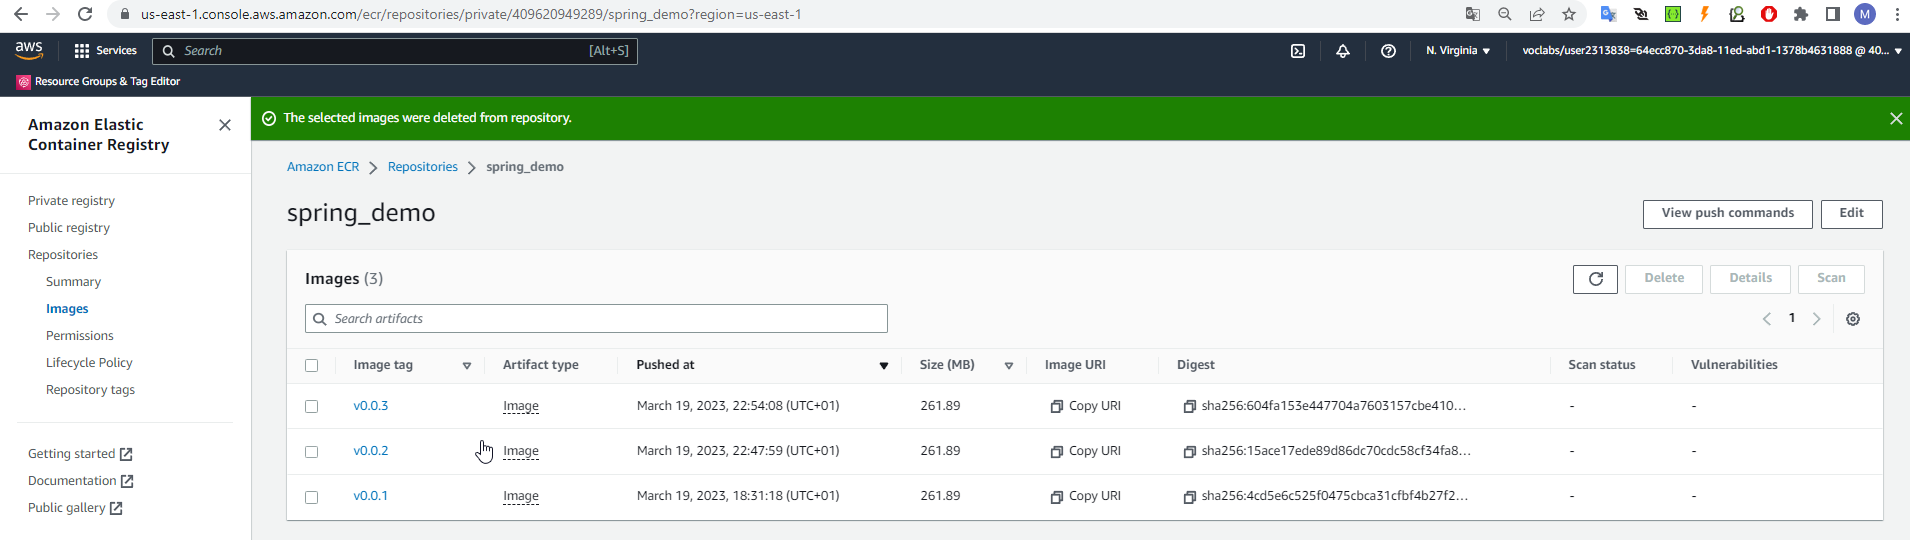 us-east-1.console.aws.amazon.com/ecr/repositories/private/409620949289/spring_demo?region=us-east-1
M
aws Services Search [Alt+S] N. Virginia voclabs/user2313838=64ecc870-3da8-11ed-abd1-1378b4631888 @ 40...
Resource Groups & Tag Editor
Amazon Elastic
Container Registry
Private registry
Public registry
Repositories
Summary
Images
Permissions
Lifecycle Policy
Repository tags
Getting started
Documentation
Public gallery
The selected images were deleted from repository.
Amazon ECR > Repositories > spring_demo
spring_demo
View push commands Edit
Images (3)
Delete Details Scan
Search artifacts
1
Image tag Artifact type Pushed at Size (MB) Image URI Digest Scan status Vulnerabilities
v0.0.3 Image March 19, 2023, 22:54:08 (UTC+01) 261.89 Copy URI sha256:604fa153e447704a7603157cbe410... - -
v0.0.2 Image March 19, 2023, 22:47:59 (UTC+01) 261.89 Copy URI sha256:15ace17ede89d86dc70cdc58cf34fa8... - -
v0.0.1 Image March 19, 2023, 18:31:18 (UTC+01) 261.89 Copy URI sha256:4cd5e6c525f0475cbca31cfbf4b27f2... - -